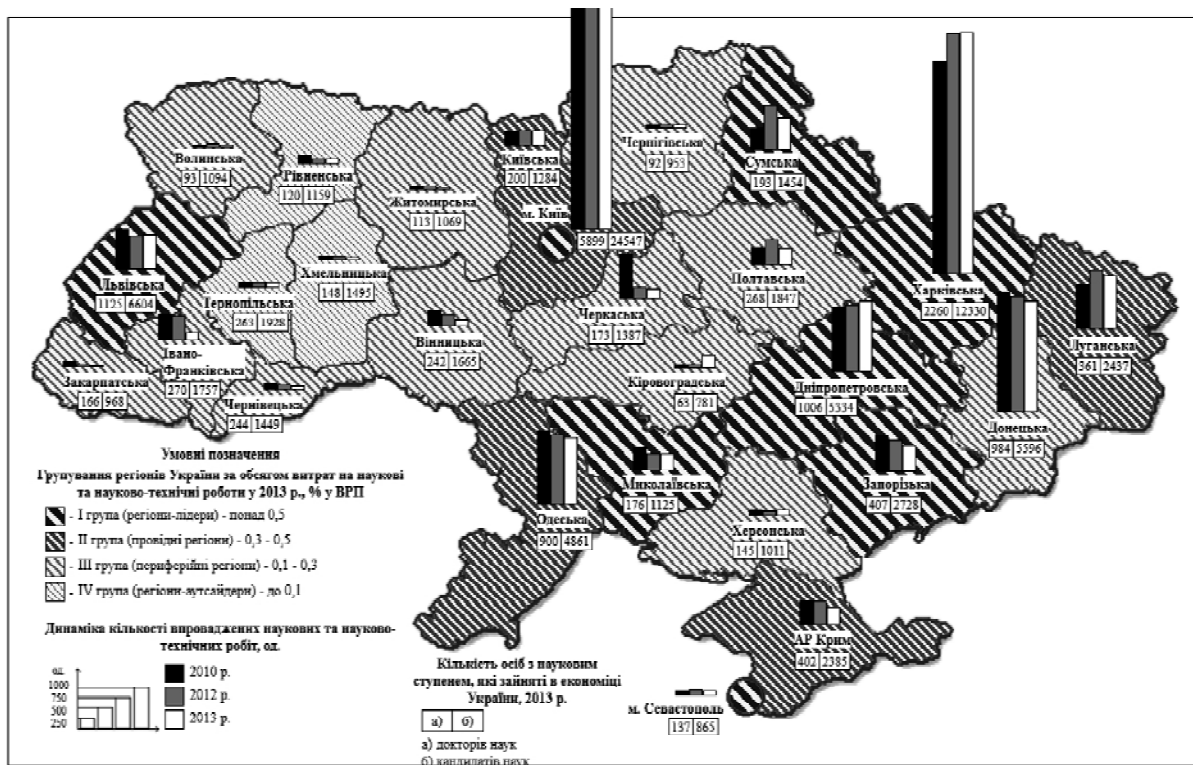 Волинська
93 1094
Рівненська
120 1159
Житомирська
113 1069
Київська
200 1284
м. Київ
5899 24547
Чернігівська
92 953
Сумська
193 1454
Львівська
1125 6604
Тернопільська
263 1928
Хмельницька
148 1495
Вінницька
242 1665
Черкаська
173 1387
Полтавська
268 1847
Харківська
2260 12330
Луганська
561 2437
Закарпатська
166 968
Івано-
Франківська
270 1757
Чернівецька
244 1449
Кіровоградська
63 781
Дніпропетровська
1006 5334
Донецька
984 5596
Одеська
900 4861
Миколаївська
176 1125
Запорізька
407 2728
Херсонська
145 1011
АР Крим
402 2385
м. Севастополь
137 865
Умовні позначення
Групування регіонів України за обсягом витрат на наукові
та науково-технічні роботи у 2013 р., % у ВРП
- I група (регіони-лідери) - понад 0,5
- II група (провідні регіони) - 0,3 - 0,5
- III група (периферійні регіони) - 0,1 - 0,3
- IV група (регіони-аутсайдери) - до 0,1
Динаміка кількості впроваджених наукових та науково-
технічних робіт, од.
од.
1000
750
500
250
2010 р.
2012 р.
2013 р.
Кількість осіб з науковим
ступенем, які зайняті в економіці
України, 2013 р.
а) б)
а) докторів наук
б) кандидатів наук